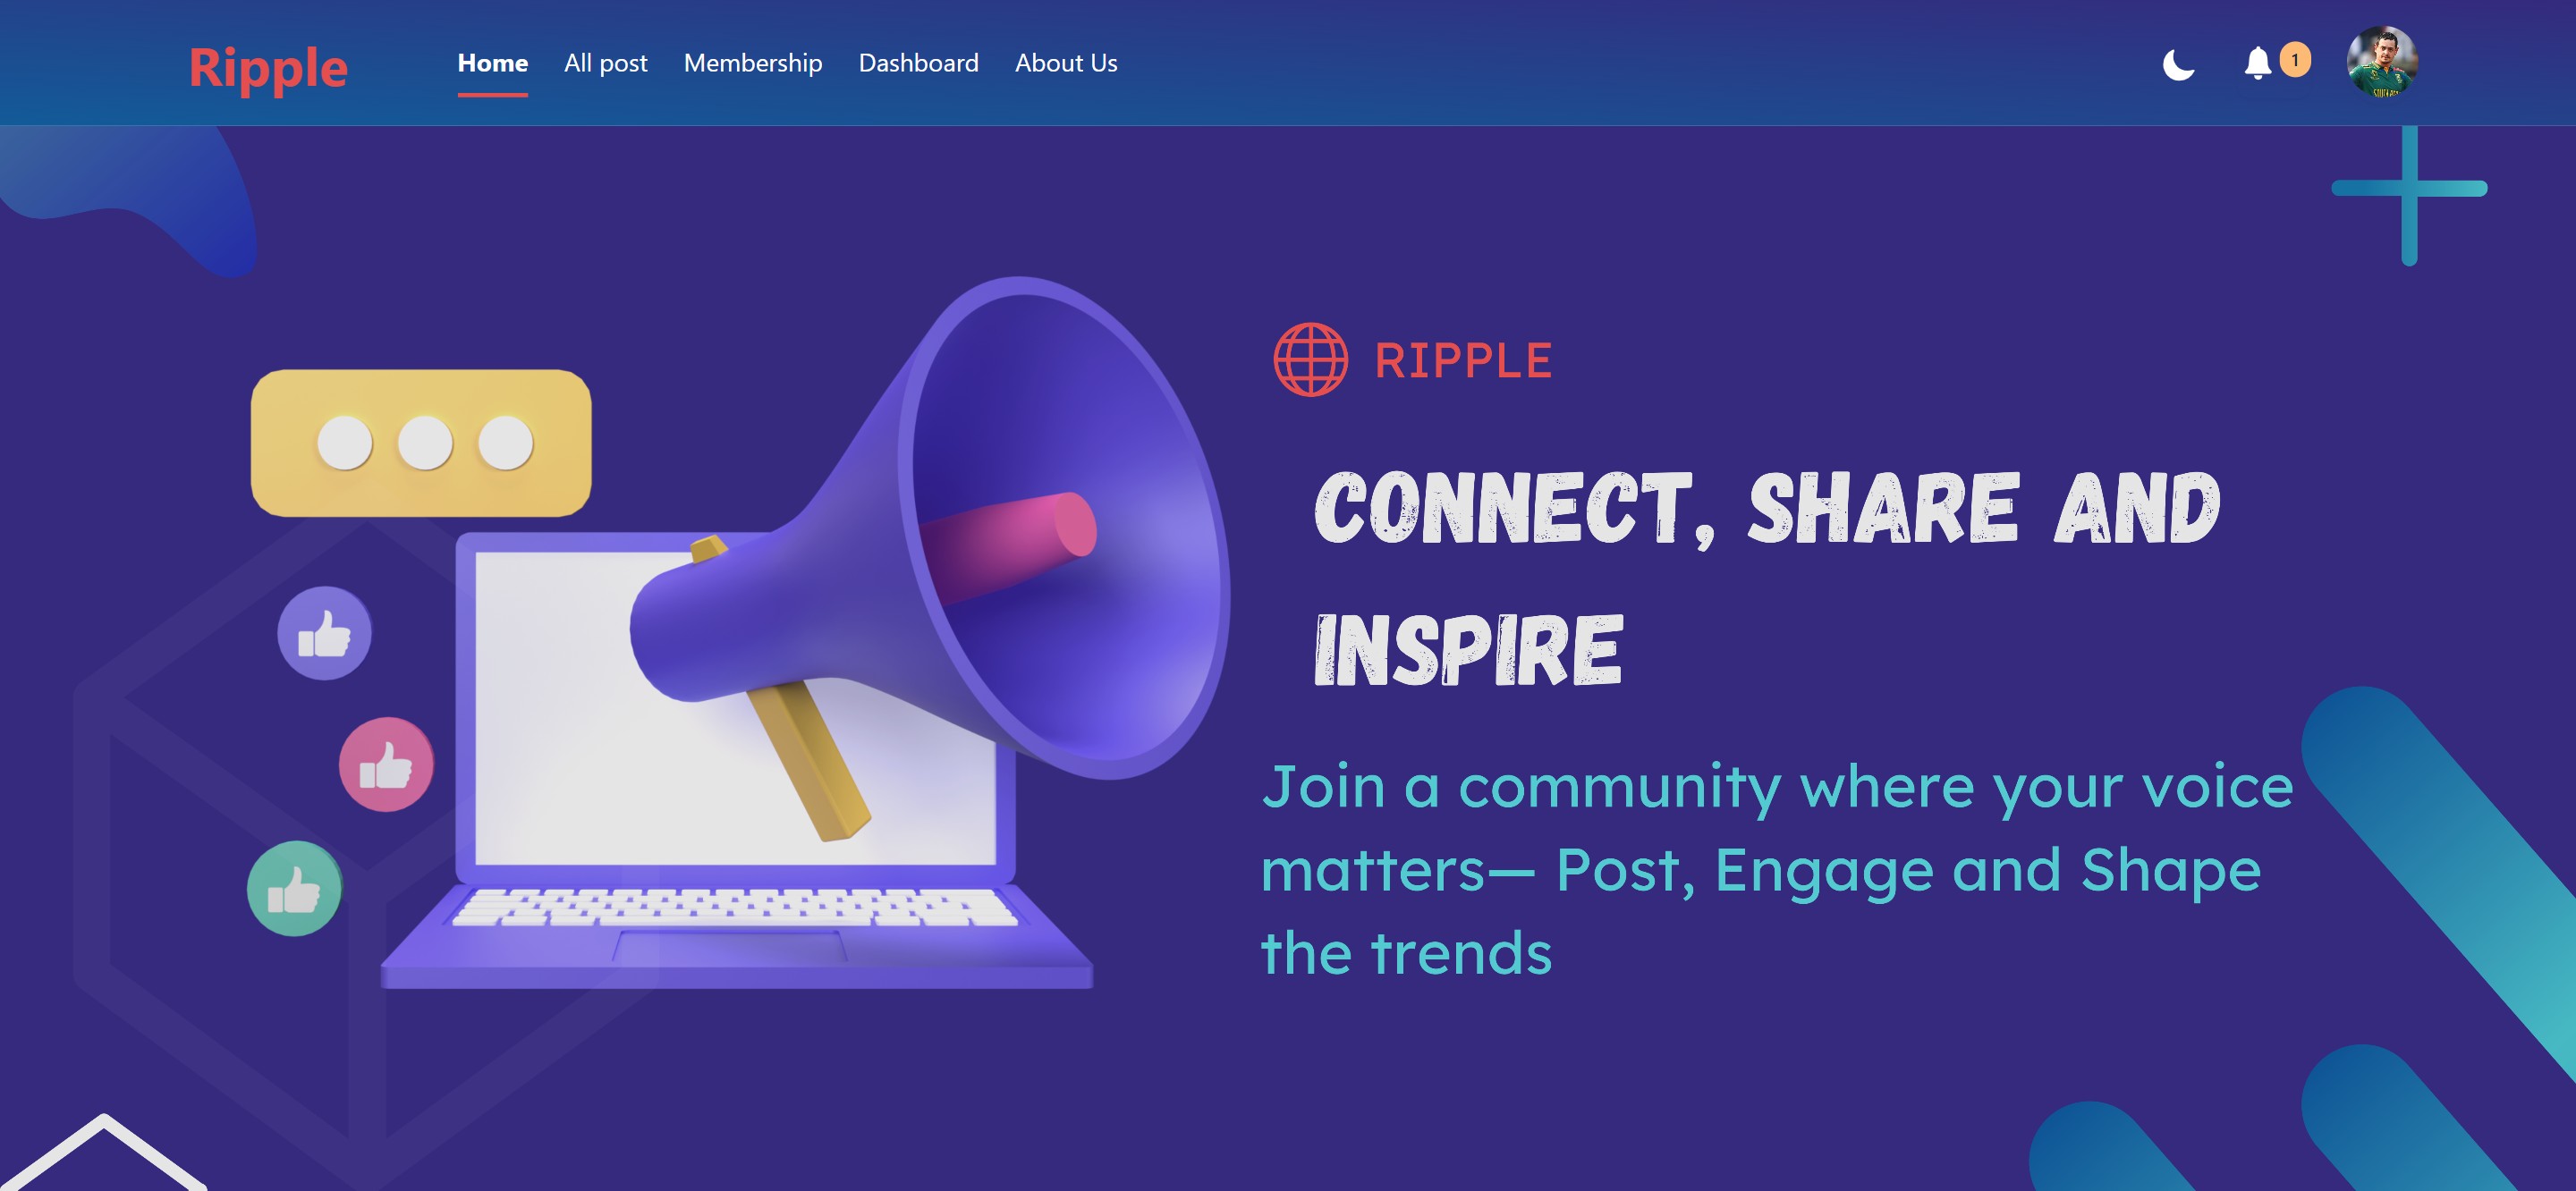 Ripple
Home All post Membership Dashboard About Us
1
RIPPLE
CONNECT, SHARE AND
INSPIRE
Join a community where your voice
matters— Post, Engage and Shape
the trends